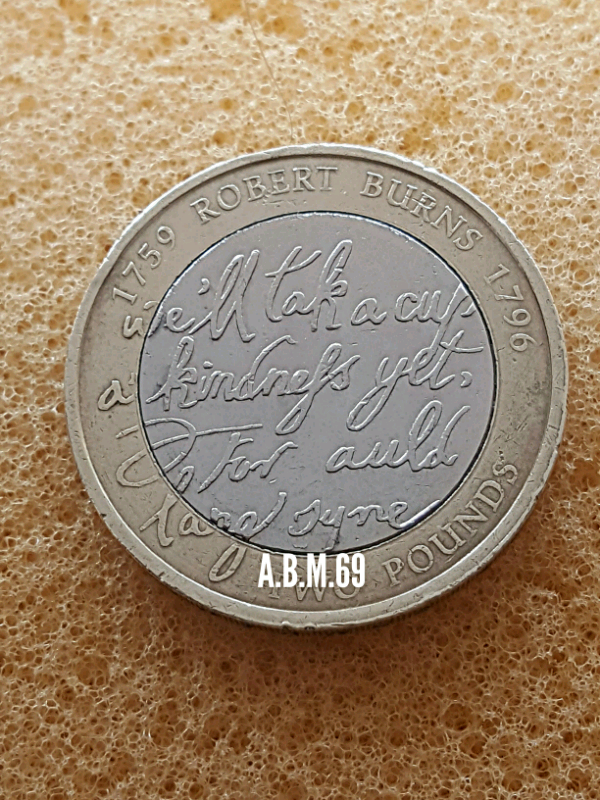 1759 ROBERT BURNS 1796
we'll tak a cup
a' kindness yet,
for auld
lang syne
TWO POUNDS
A.B.M.69